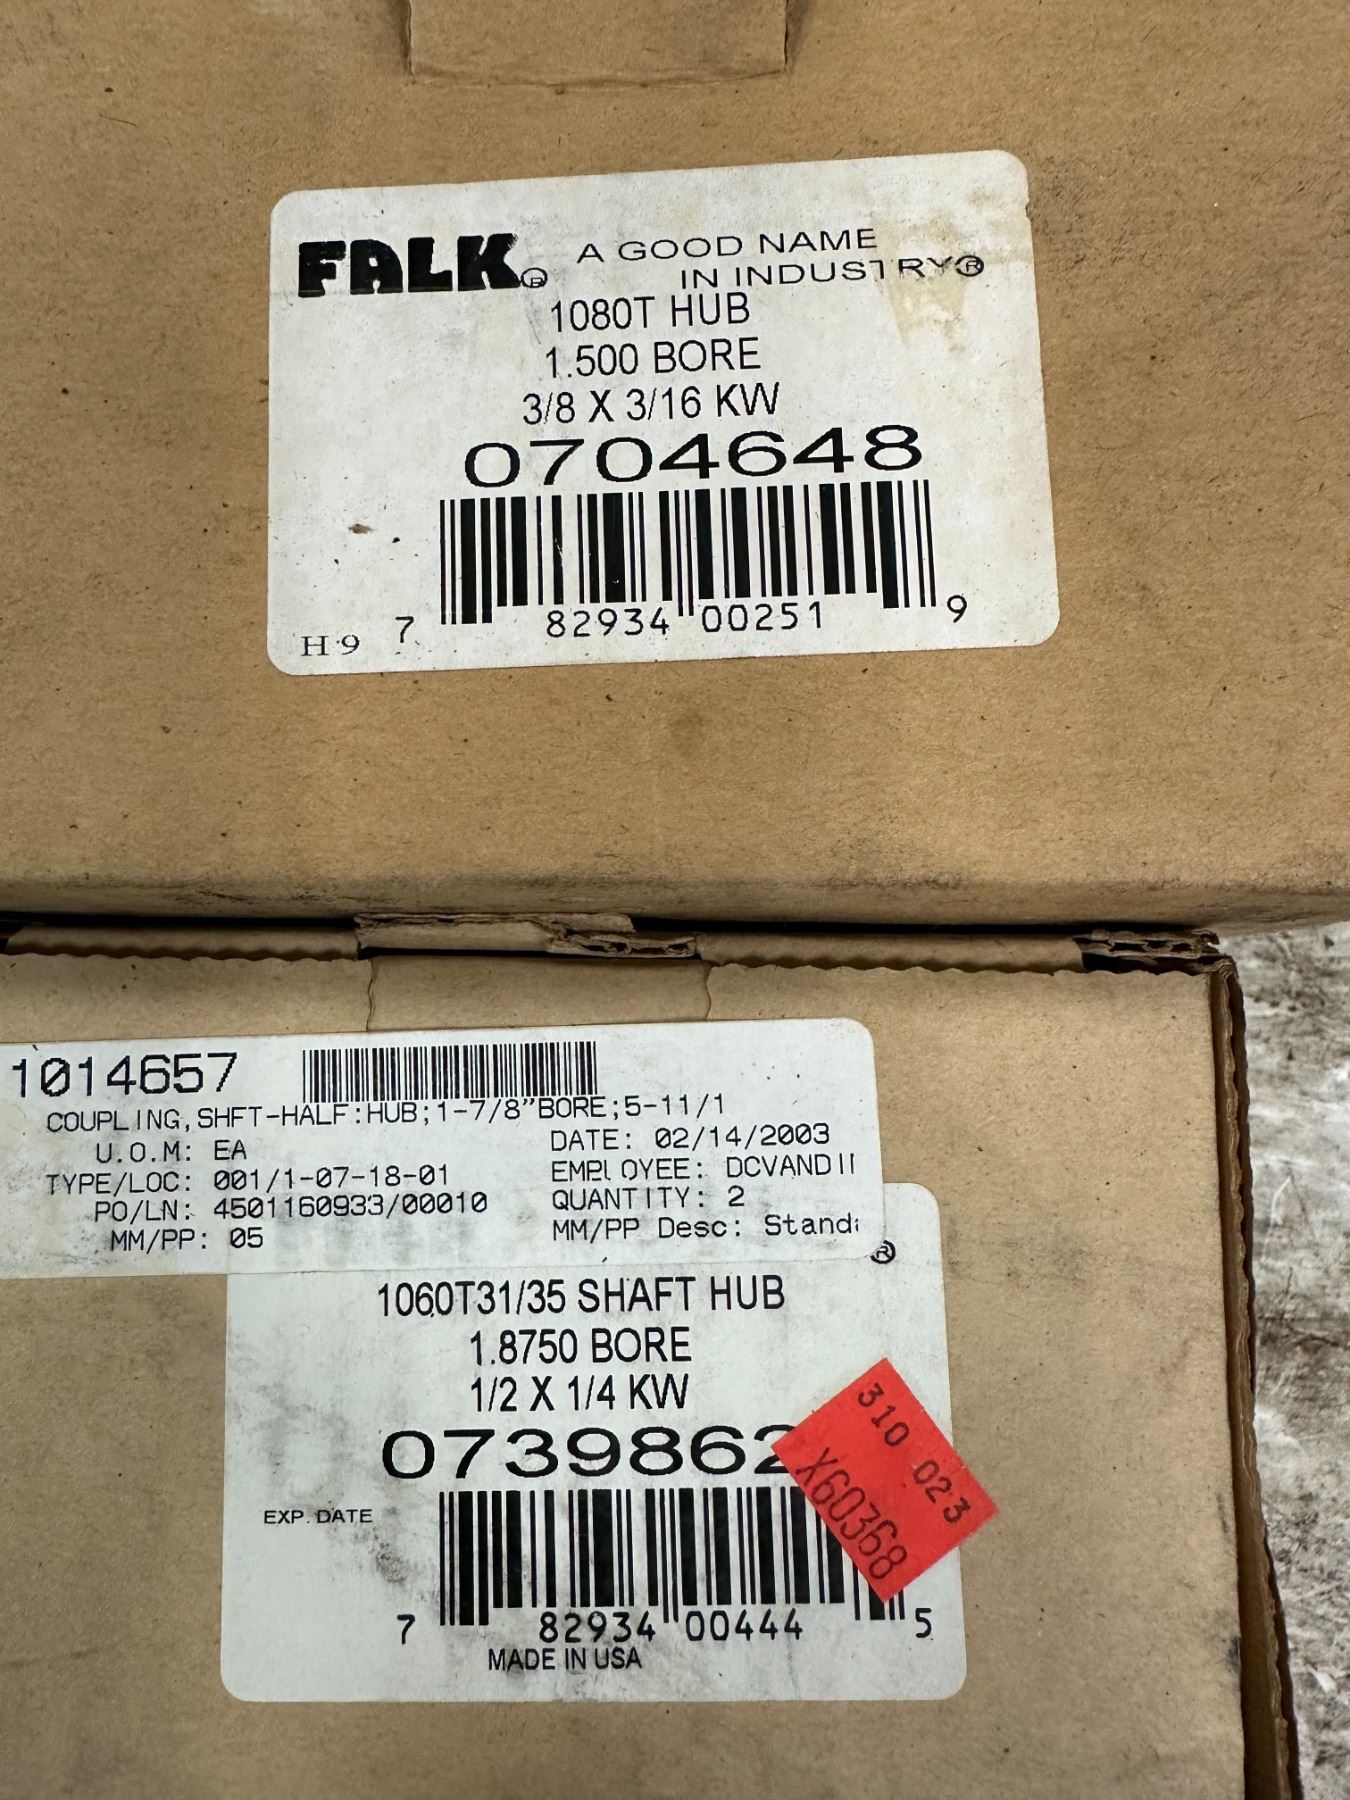 FALK® A GOOD NAME
IN INDUSTRY®
1080T HUB
1.500 BORE
3/8 X 3/16 KW
0704648
7 82934 00251 9
H 9
1014657
COUPLING,SHFT-HALF:HUB;1-7/8"BORE;5-11/1
U.O.M: EA DATE: 02/14/2003
TYPE/LOC: 001/1-07-18-01 EMPLOYEE: DCVANDII
PO/LN: 4501160933/00010 QUANTITY: 2
MM/PP: 05 MM/PP Desc: Stand
®
1060T31/35 SHAFT HUB
1.8750 BORE
1/2 X 1/4 KW
0739862
310 023
X60368
EXP. DATE
7 82934 00444 5
MADE IN USA